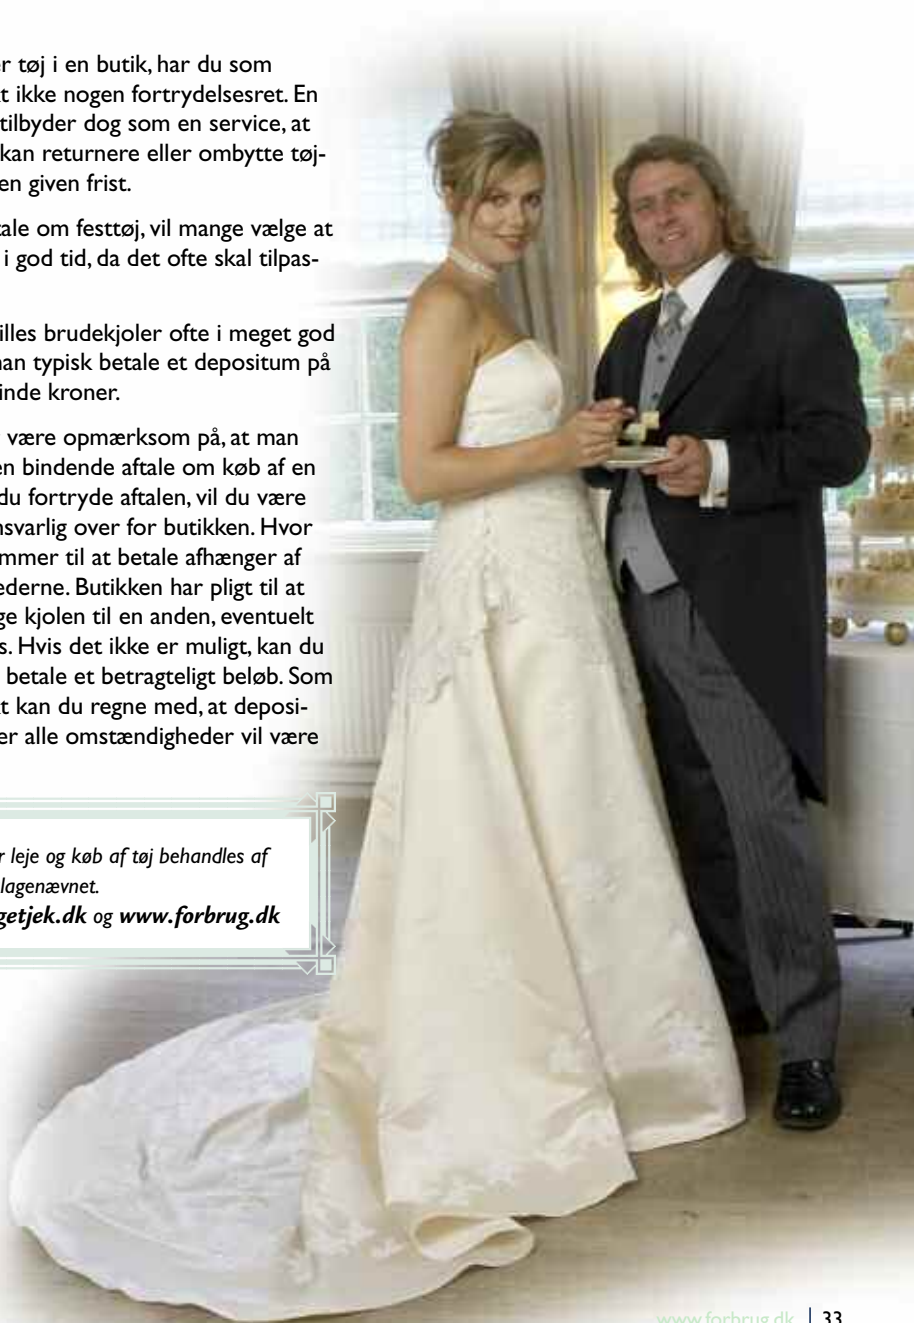 r tøj i en butik, har du som
t ikke nogen fortrydelsesret. En
tilbyder dog som en service, at
kan returnere eller ombytte tøj-
en given frist.
tale om festtøj, vil mange vælge at
i god tid, da det ofte skal tilpas-
illes brudekjoler ofte i meget god
nan typisk betale et depositum på
inde kroner.
være opmærksom på, at man
en bindende aftale om køb af en
du fortryde aftalen, vil du være
nsvarlig over for butikken. Hvor
mmer til at betale afhænger af
ederne. Butikken har pligt til at
ge kjolen til en anden, eventuelt
s. Hvis det ikke er muligt, kan du
betale et betragteligt beløb. Som
t kan du regne med, at deposi-
er alle omstændigheder vil være
r leje og køb af tøj behandles af
lagenævnet.
getjek.dk og www.forbrug.dk
www.forbrug.dk | 33